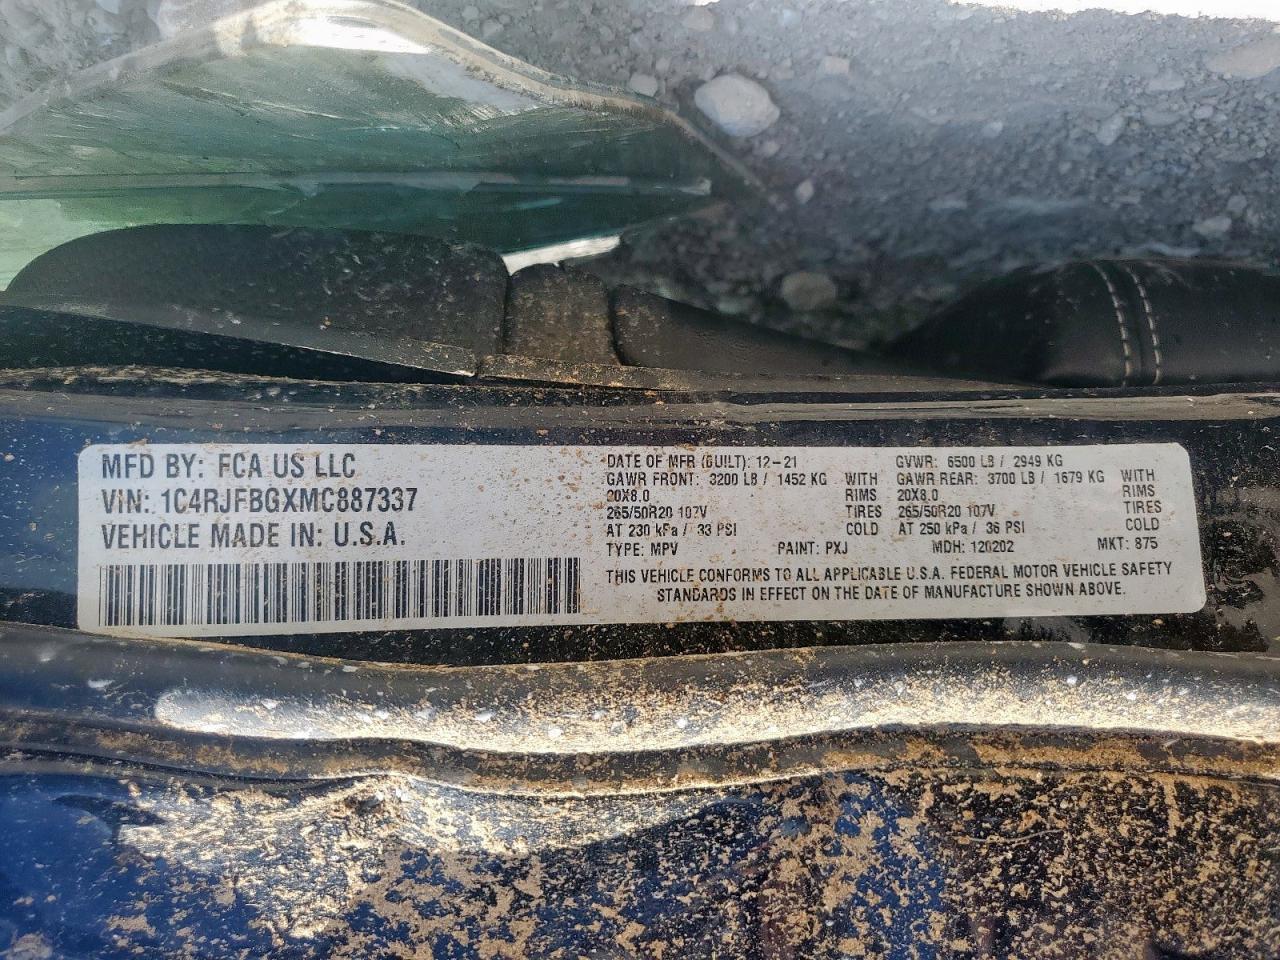 MFD BY: FCA US LLC
VIN: 1C4RJFBGXMC887337
VEHICLE MADE IN: U.S.A.
DATE OF MFR (BUILT): 12-21 GVWR: 6500 LB / 2949 KG
GAWR FRONT: 3200 LB / 1452 KG WITH GAWR REAR: 3700 LB / 1679 KG WITH
20X8.0 RIMS 20X8.0 RIMS
265/50R20 107V TIRES 265/50R20 107V TIRES
AT 230 kPa / 33 PSI COLD AT 250 kPa / 36 PSI COLD
TYPE: MPV PAINT: PXJ MDH: 120202 MKT: 875
THIS VEHICLE CONFORMS TO ALL APPLICABLE U.S.A. FEDERAL MOTOR VEHICLE SAFETY
STANDARDS IN EFFECT ON THE DATE OF MANUFACTURE SHOWN ABOVE.